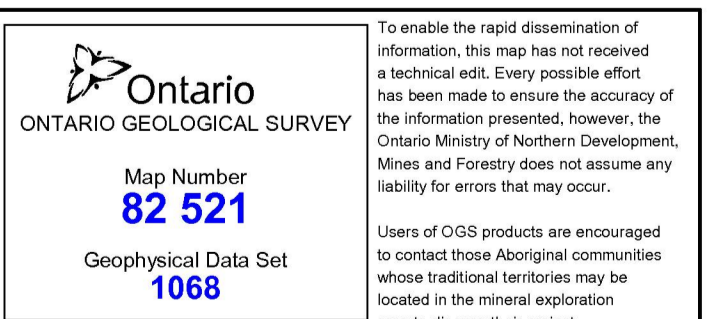 Ontario
ONTARIO GEOLOGICAL SURVEY
Map Number
82 521
Geophysical Data Set
1068
To enable the rapid dissemination of
information, this map has not received
a technical edit. Every possible effort
has been made to ensure the accuracy of
the information presented, however, the
Ontario Ministry of Northern Development,
Mines and Forestry does not assume any
liability for errors that may occur.
Users of OGS products are encouraged
to contact those Aboriginal communities
whose traditional territories may be
located in the mineral exploration